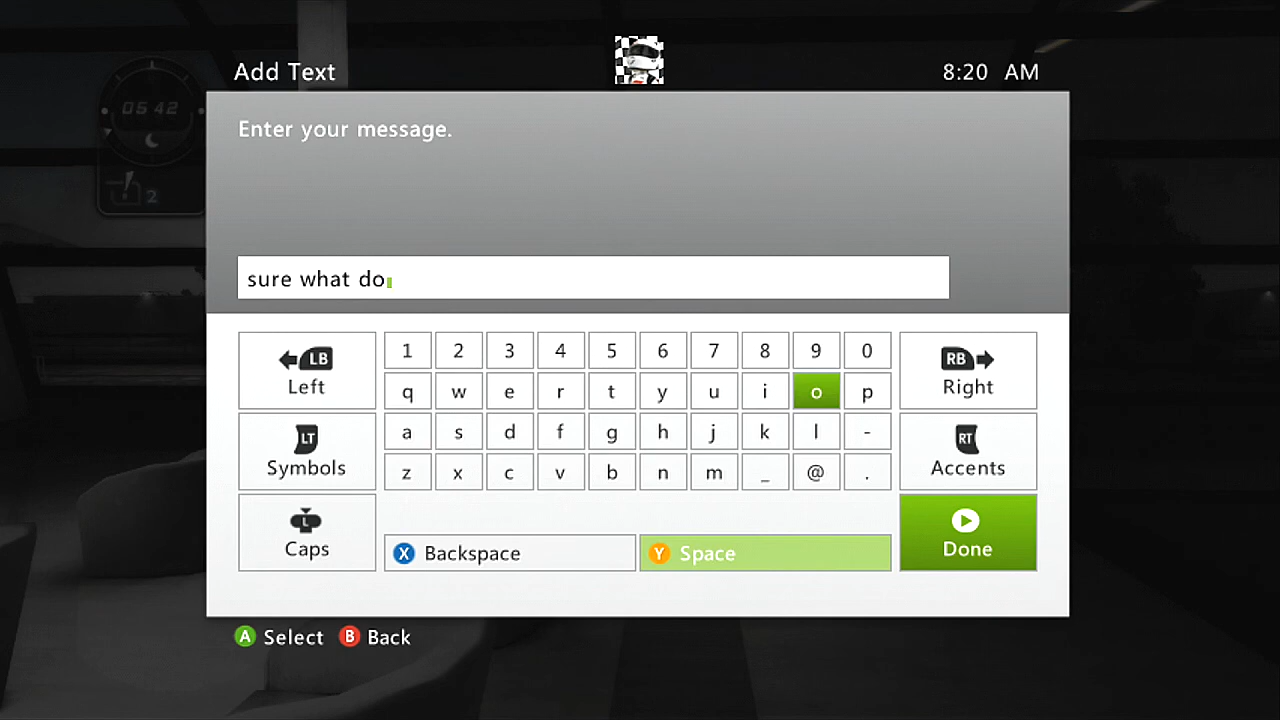 Add Text
8:20 AM
05 42
2
Enter your message.
sure what do
LB
Left
1 2 3 4 5 6 7 8 9 0
RB
Right
q w e r t y u i o p
LT
Symbols
a s d f g h j k l -
RT
Accents
z x c v b n m _ @ .
L
Caps
X Backspace
Y Space
Done
A Select B Back